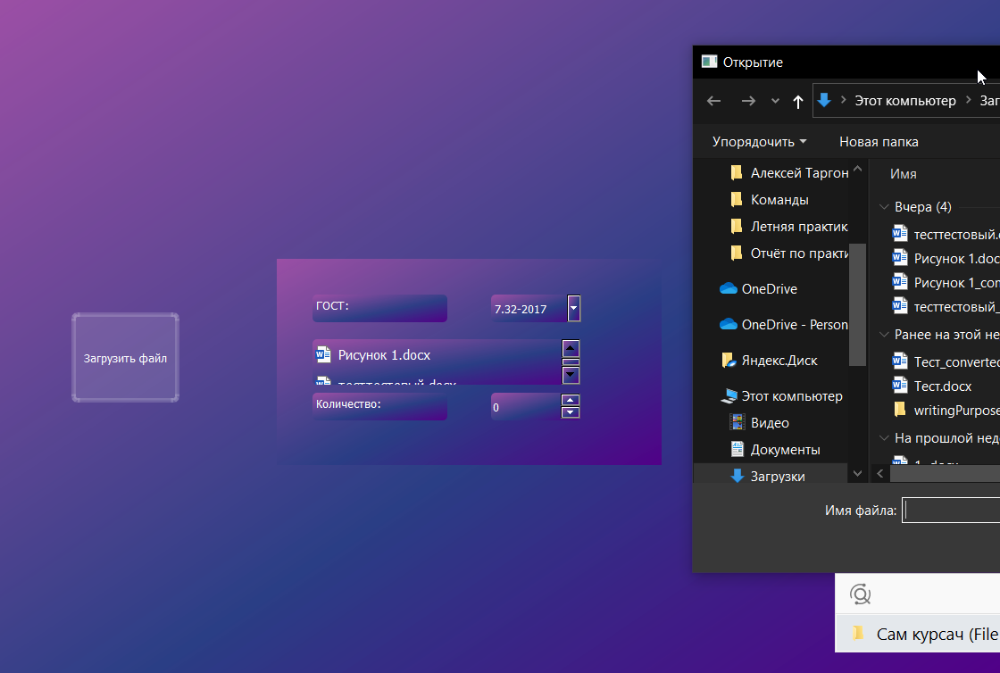 Загрузить файл
ГОСТ:
7.32-2017
Рисунок 1.docx
тесттестовый.docx
Количество:
0
Открытие
Этот компьютер
Заг
Упорядочить
Новая папка
Алексей Таргон
Команды
Летняя практик
Отчёт по практи
OneDrive
OneDrive - Person
Яндекс.Диск
Этот компьютер
Видео
Документы
Загрузки
Имя
Вчера (4)
тесттестовый.
Рисунок 1.doc
Рисунок 1_con
тесттестовый_
Ранее на этой не
Тест_converted
Тест.docx
writingPurpose
На прошлой нед
Имя файла:
Сам курсач (File